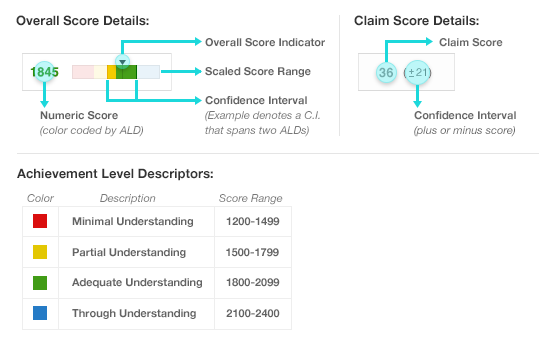 Overall Score Details:
Claim Score Details:
Overall Score Indicator
Claim Score
1845
Scaled Score Range
36
(±21)
Confidence Interval
(Example denotes a C.I.
that spans two ALDs)
Numeric Score
(color coded by ALD)
Confidence Interval
(plus or minus score)
Achievement Level Descriptors:
Color Description Score Range
Minimal Understanding 1200-1499
Partial Understanding 1500-1799
Adequate Understanding 1800-2099
Through Understanding 2100-2400